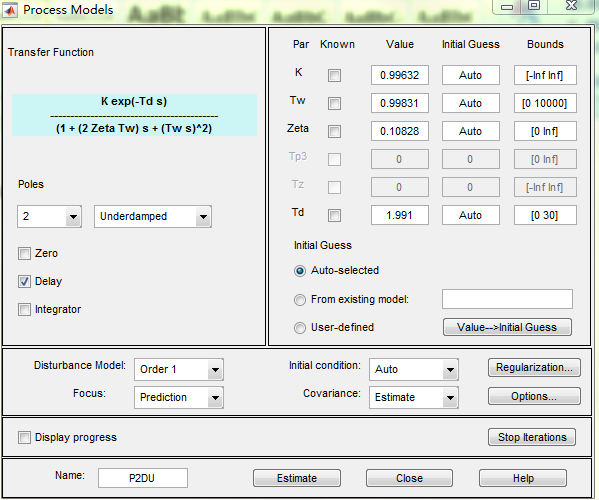 Process Models
Transfer Function
K exp(-Td s)
(1 + (2 Zeta Tw) s + (Tw s)^2)
Poles
2 Underdamped
Zero
Delay
Integrator
Par Known Value Initial Guess Bounds
K 0.99632 Auto [-Inf Inf]
Tw 0.99831 Auto [0 10000]
Zeta 0.10828 Auto [0 Inf]
Tp3 0 0 [0 Inf]
Tz 0 0 [-Inf Inf]
Td 1.991 Auto [0 30]
Initial Guess
Auto-selected
From existing model:
User-defined Value-->Initial Guess
Disturbance Model: Order 1 Initial condition: Auto Regularization...
Focus: Prediction Covariance: Estimate Options...
Display progress Stop Iterations
Name: P2DU Estimate Close Help